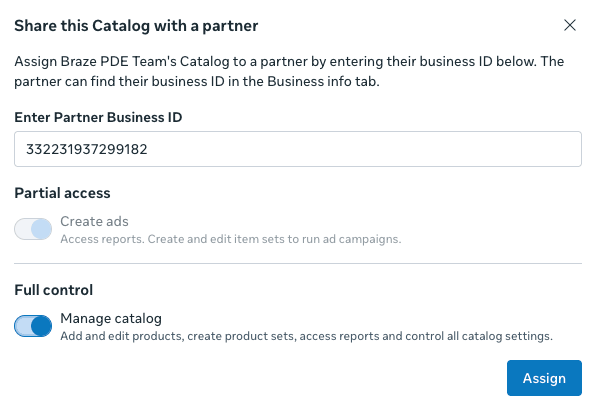 Share this Catalog with a partner
Assign Braze PDE Team's Catalog to a partner by entering their business ID below. The
partner can find their business ID in the Business info tab.
Enter Partner Business ID
332231937299182
Partial access
Create ads
Access reports. Create and edit item sets to run ad campaigns.
Full control
Manage catalog
Add and edit products, create product sets, access reports and control all catalog settings.
Assign